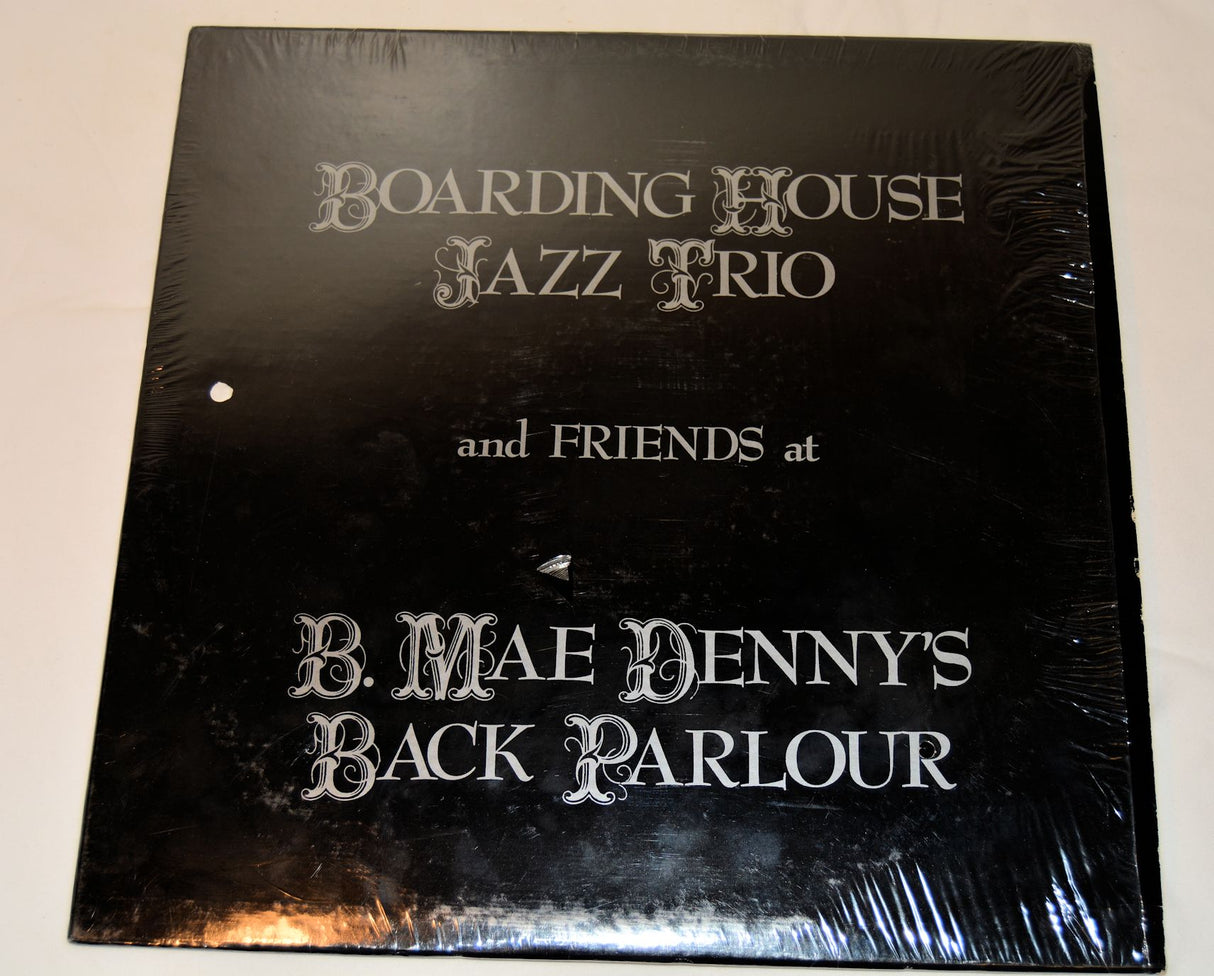 BOARDING HOUSE
JAZZ TRIO
and FRIENDS at
B. MAE DENNY'S
BACK PARLOUR